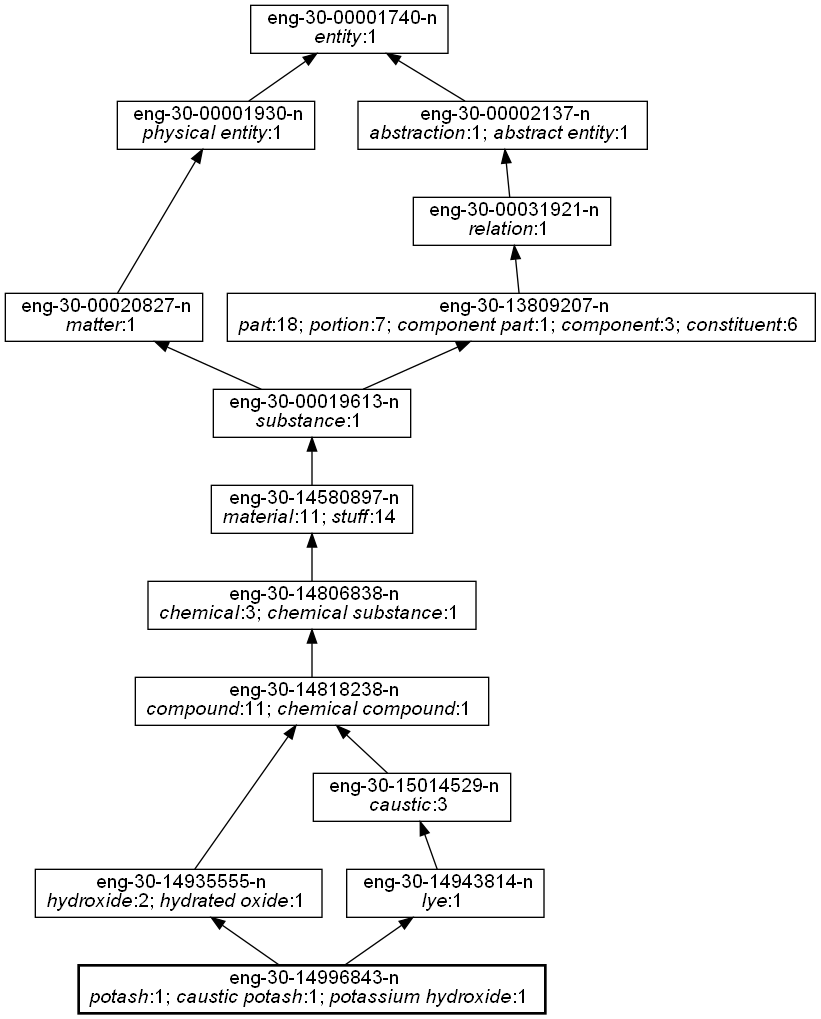 eng-30-00001740-n
entity:1
eng-30-00001930-n
physical entity:1
eng-30-00002137-n
abstraction:1; abstract entity:1
eng-30-00031921-n
relation:1
eng-30-00020827-n
matter:1
eng-30-13809207-n
part:18; portion:7; component part:1; component:3; constituent:6
eng-30-00019613-n
substance:1
eng-30-14580897-n
material:11; stuff:14
eng-30-14806838-n
chemical:3; chemical substance:1
eng-30-14818238-n
compound:11; chemical compound:1
eng-30-15014529-n
caustic:3
eng-30-14935555-n
hydroxide:2; hydrated oxide:1
eng-30-14943814-n
lye:1
eng-30-14996843-n
potash:1; caustic potash:1; potassium hydroxide:1